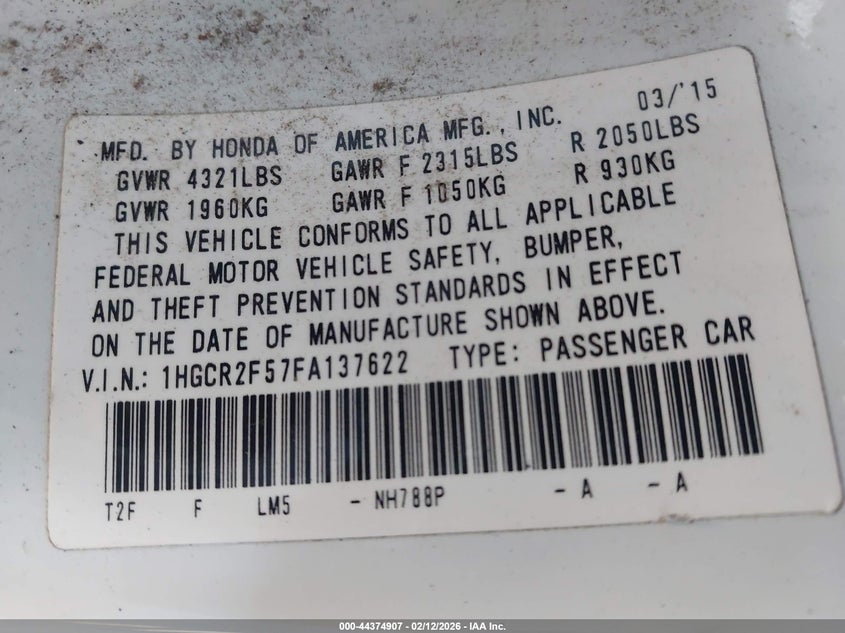 MFD. BY HONDA OF AMERICA MFG., INC. 03/'15
GVWR 4321LBS GAWR F 2315LBS R 2050LBS
GVWR 1960KG GAWR F 1050KG R 930KG
THIS VEHICLE CONFORMS TO ALL APPLICABLE
FEDERAL MOTOR VEHICLE SAFETY, BUMPER,
AND THEFT PREVENTION STANDARDS IN EFFECT
ON THE DATE OF MANUFACTURE SHOWN ABOVE.
V.I.N.: 1HGCR2F57FA137622 TYPE: PASSENGER CAR
T2F F LM5 - NH788P - A - A
000-44374907 - 02/12/2026 - IAA Inc.